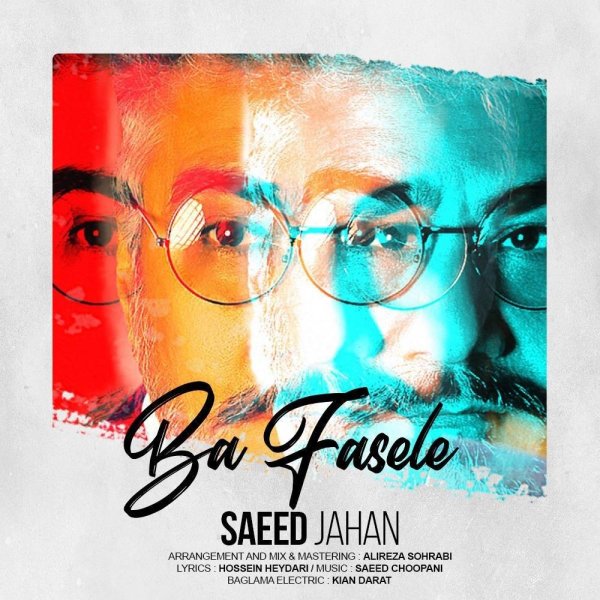 Ba Fasele
SAEED JAHAN
ARRANGEMENT AND MIX & MASTERING : ALIREZA SOHRABI
LYRICS : HOSSEIN HEYDARI / MUSIC : SAEED CHOOPANI
BAGLAMA ELECTRIC : KIAN DARAT